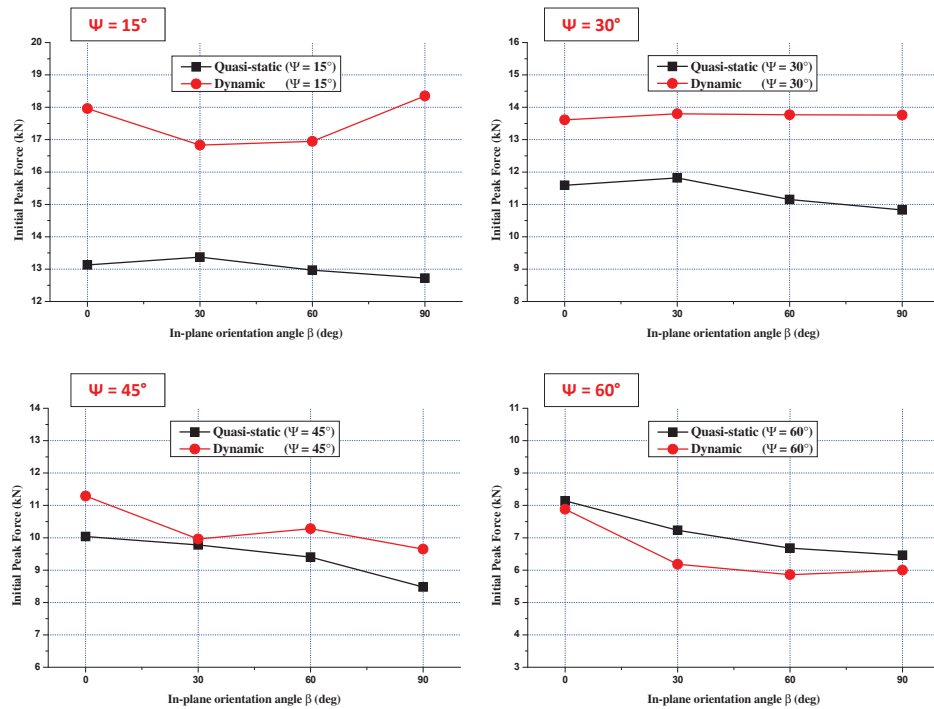 Ψ = 15°
20
19
18
17
16
15
14
13
12
Initial Peak Force (kN)
Quasi-static (Ψ = 15°)
Dynamic (Ψ = 15°)
0
30
60
90
In-plane orientation angle β (deg)
Ψ = 30°
16
15
14
13
12
11
10
9
8
Initial Peak Force (kN)
Quasi-static (Ψ = 30°)
Dynamic (Ψ = 30°)
0
30
60
90
In-plane orientation angle β (deg)
Ψ = 45°
14
13
12
11
10
9
8
7
6
Initial Peak Force (kN)
Quasi-static (Ψ = 45°)
Dynamic (Ψ = 45°)
0
30
60
90
In-plane orientation angle β (deg)
Ψ = 60°
11
10
9
8
7
6
5
4
3
Initial Peak Force (kN)
Quasi-static (Ψ = 60°)
Dynamic (Ψ = 60°)
0
30
60
90
In-plane orientation angle β (deg)